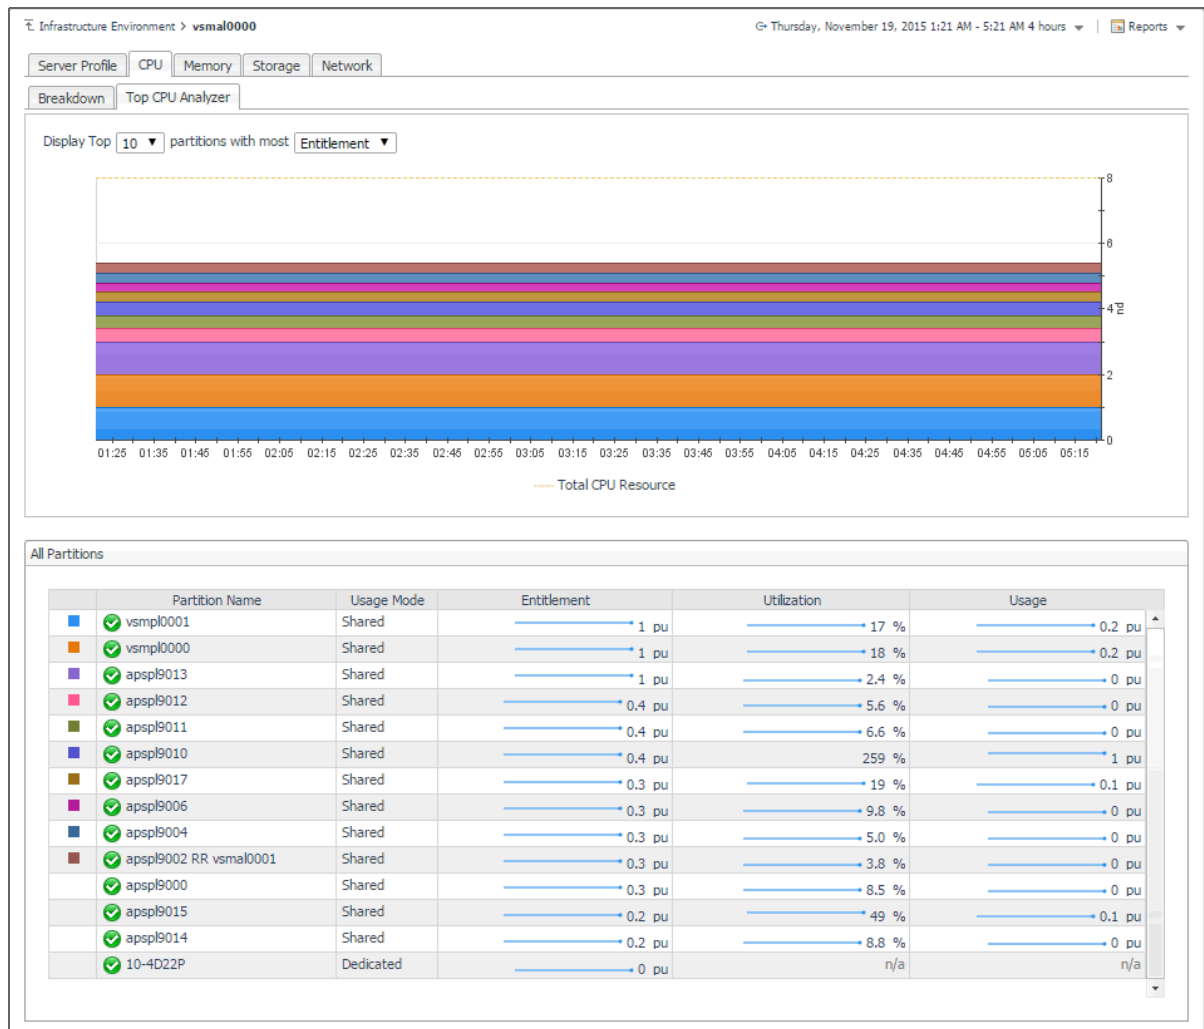 Infrastructure Environment > vsmal0000 Thursday, November 19, 2015 1:21 AM - 5:21 AM 4 hours | Reports
Server Profile CPU Memory Storage Network
Breakdown Top CPU Analyzer
Display Top 10 partitions with most Entitlement
8
6
4
pu
2
0
01:25 01:35 01:45 01:55 02:05 02:15 02:25 02:35 02:45 02:55 03:05 03:15 03:25 03:35 03:45 03:55 04:05 04:15 04:25 04:35 04:45 04:55 05:05 05:15
Total CPU Resource
All Partitions
Partition Name Usage Mode Entitlement Utilization Usage
vsmpl0001 Shared 1 pu 17 % 0.2 pu
vsmpl0000 Shared 1 pu 18 % 0.2 pu
apspl9013 Shared 1 pu 2.4 % 0 pu
apspl9012 Shared 0.4 pu 5.6 % 0 pu
apspl9011 Shared 0.4 pu 6.6 % 0 pu
apspl9010 Shared 0.4 pu 259 % 1 pu
apspl9017 Shared 0.3 pu 19 % 0.1 pu
apspl9006 Shared 0.3 pu 9.8 % 0 pu
apspl9004 Shared 0.3 pu 5.0 % 0 pu
apspl9002 RR vsmal0001 Shared 0.3 pu 3.8 % 0 pu
apspl9000 Shared 0.3 pu 8.5 % 0 pu
apspl9015 Shared 0.2 pu 49 % 0.1 pu
apspl9014 Shared 0.2 pu 8.8 % 0 pu
10-4D22P Dedicated 0 pu n/a n/a